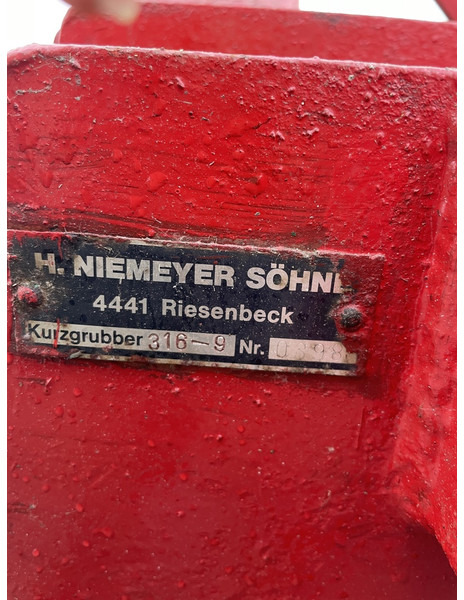 H. NIEMEYER SÖHNE
4441 Riesenbeck
Kurzgrubber 316-9 Nr.